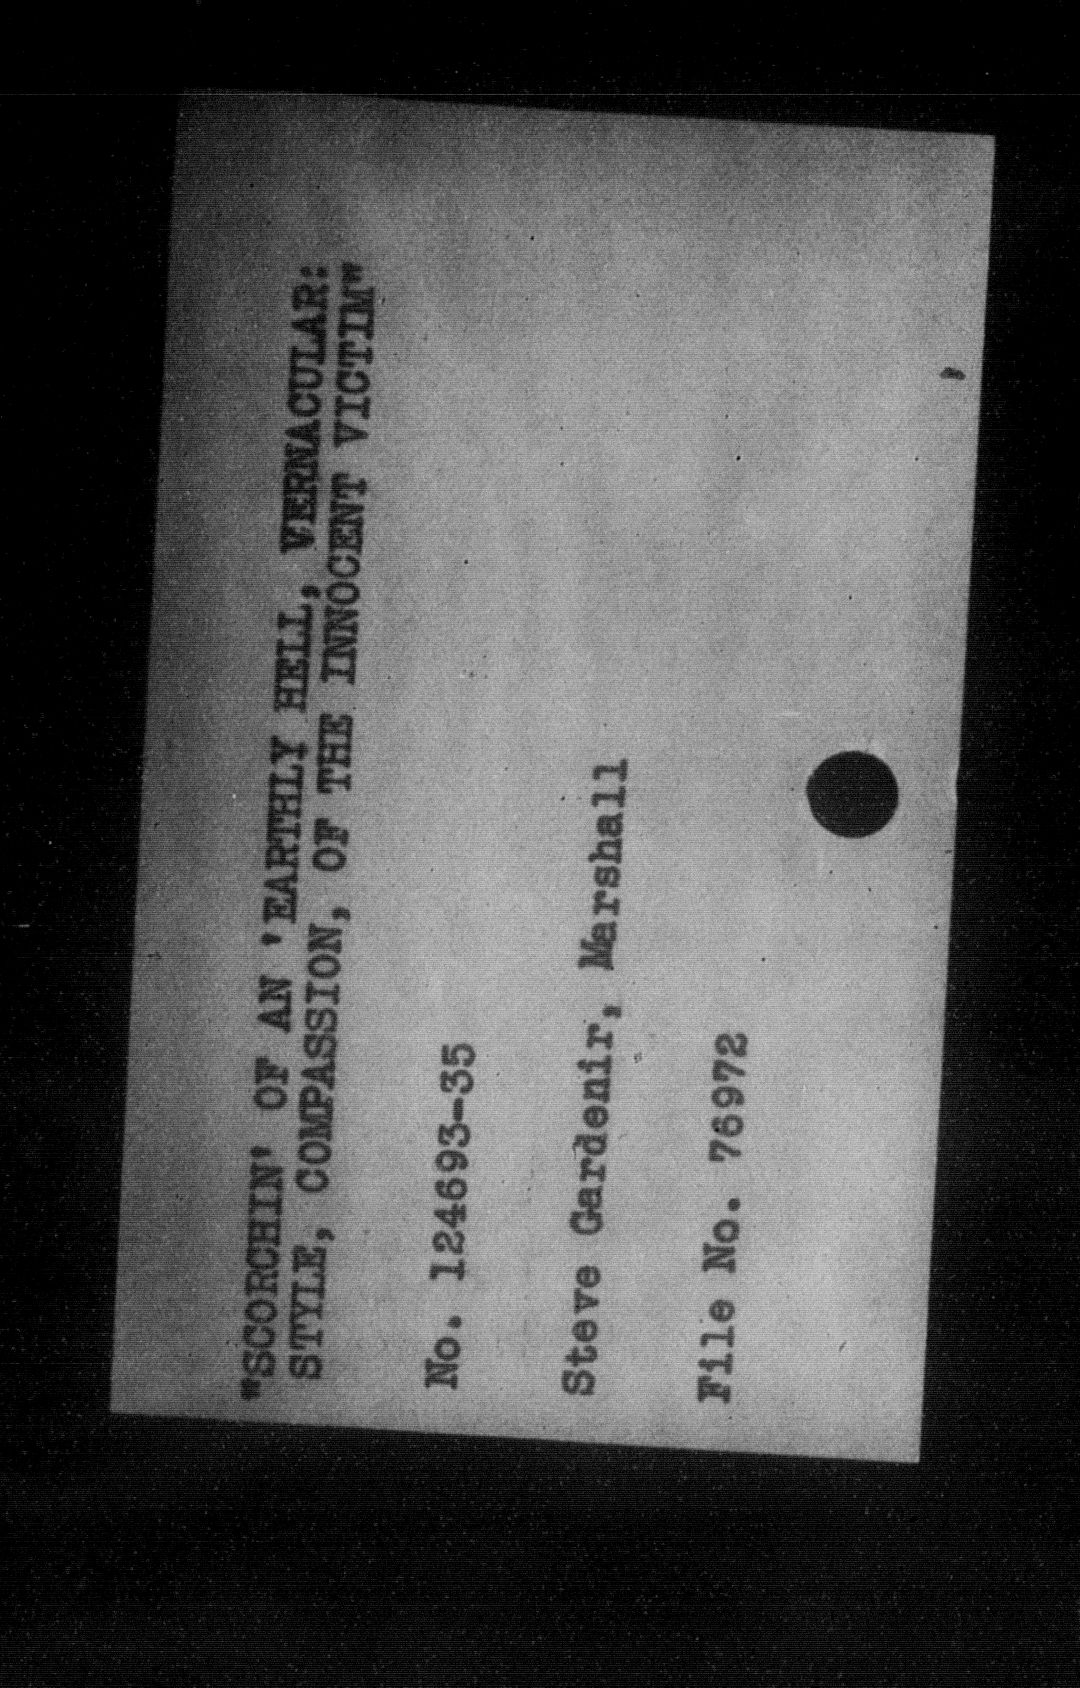 "SCORCHIN' OF AN 'EARTHLY HELL, VERNACULAR:
STYLE, COMPASSION, OF THE INNOCENT VICTIM"
No. 124693-35
Steve Gardenir, Marshall
File No. 76972